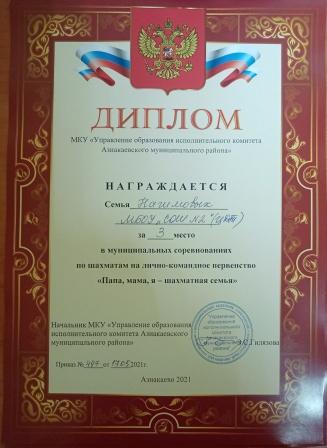 ДИПЛОМ
МКУ «Управление образования исполнительного комитета
Азнакаевского муниципального района»
НАГРАЖДАЕТСЯ
Семья Нагимовых
МБОУ „СОШ №2"
за 3 место
в муниципальных соревнованиях
по шахматам на лично-командное первенство
«Папа, мама, я – шахматная семья»
Начальник МКУ «Управление образования
исполнительного комитета Азнакаевского
муниципального района»
Э.С.Гилязова
Приказ № 497 от 17.05.2021г.
Азнакаево 2021